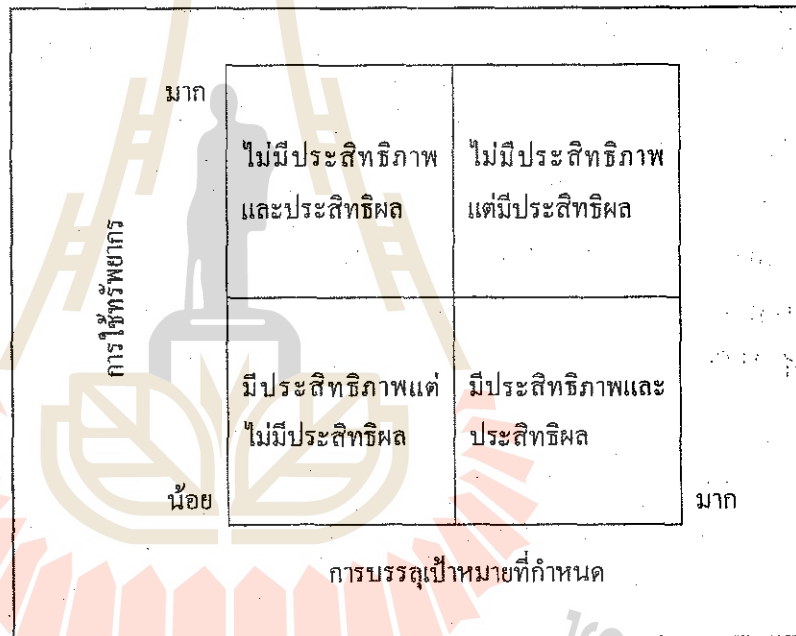 มาก
ไม่มีประสิทธิภาพ
และประสิทธิผล
ไม่มีประสิทธิภาพ
แต่มีประสิทธิผล
การใช้ทรัพยากร
มีประสิทธิภาพแต่
ไม่มีประสิทธิผล
มีประสิทธิภาพและ
ประสิทธิผล
น้อย
มาก
การบรรลุเป้าหมายที่กำหนด